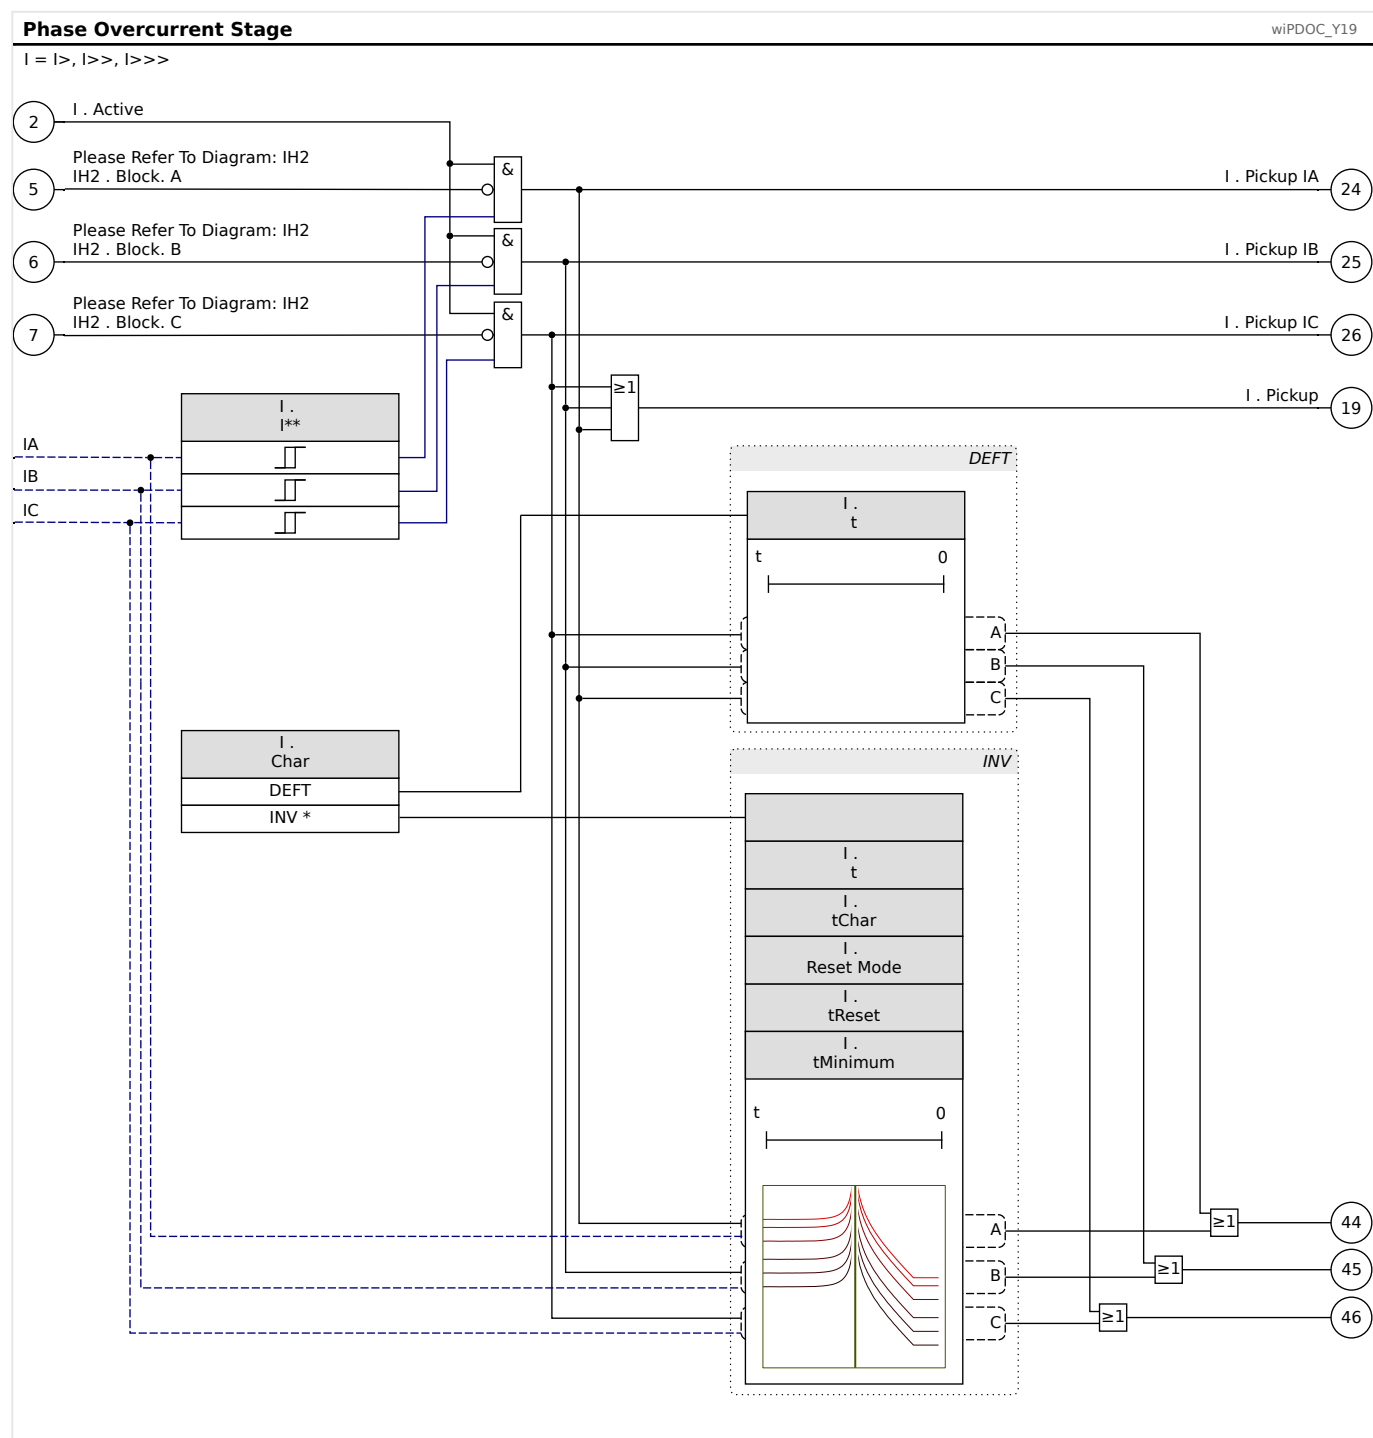 Phase Overcurrent Stage
wiPDOC_Y19
I = I>, I>>, I>>>
2
I . Active
Please Refer To Diagram: IH2
5
IH2 . Block. A
&
I . Pickup IA
24
Please Refer To Diagram: IH2
6
IH2 . Block. B
&
I . Pickup IB
25
Please Refer To Diagram: IH2
7
IH2 . Block. C
&
I . Pickup IC
26
≥1
I . Pickup
19
I .
I**
IA
IB
IC
DEFT
I .
t
t
0
A
B
C
I .
Char
DEFT
INV *
INV
I .
t
I .
tChar
I .
Reset Mode
I .
tReset
I .
tMinimum
t
0
A
≥1
44
B
≥1
45
C
≥1
46